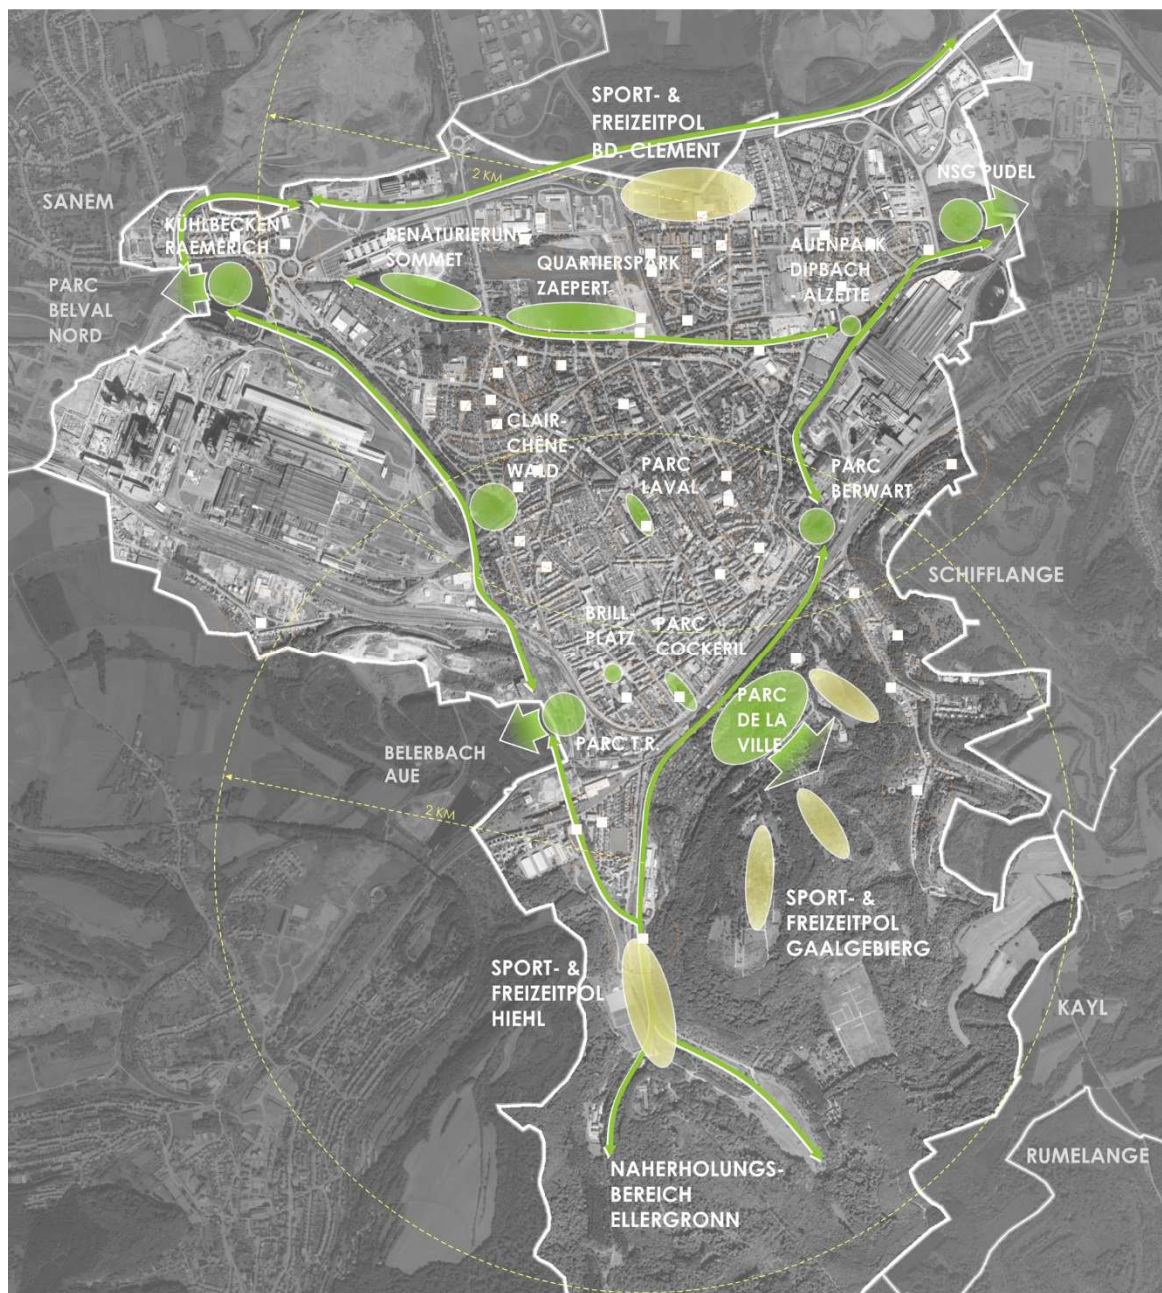 SPORT- &
FREIZEITPOL
BD. CLEMENT
2 KM
NSG PUDEL
SANEM
KÜHLBECKEN
RAEMERICH
RENATURIERUNG
SOMMET
QUARTIERSPARK
ZAEPERT
AUENPARK
DIPBACH
- ALZETTE
PARC
BELVAL
NORD
CLAIR-
CHÊNE-
WALD
PARC
LAVAL
PARC
BERWART
SCHIFFLANGE
BRILL-
PLATZ
PARC
COCKERIL
PARC
DE LA
VILLE
PARC T.R.
BELERBACH
AUE
2 KM
SPORT- &
FREIZEITPOL
GAALGEBIERG
SPORT- &
FREIZEITPOL
HIEHL
KAYL
RUMELANGE
NAHERHOLUNGS-
BEREICH
ELLERGRONN